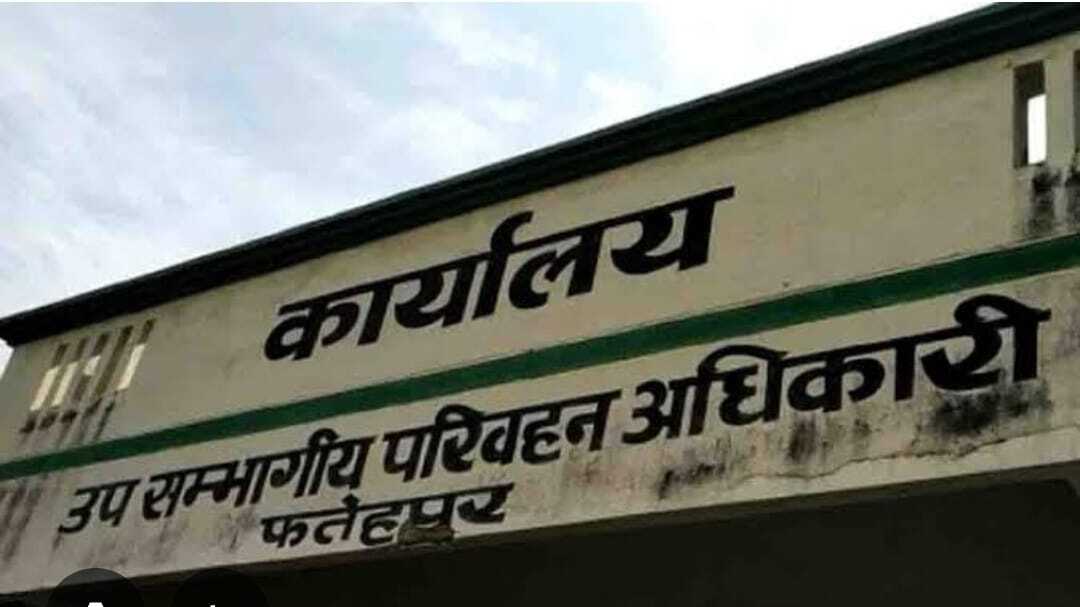 कार्यालय
उप सम्भागीय परिवहन अधिकारी
फतेहपुर